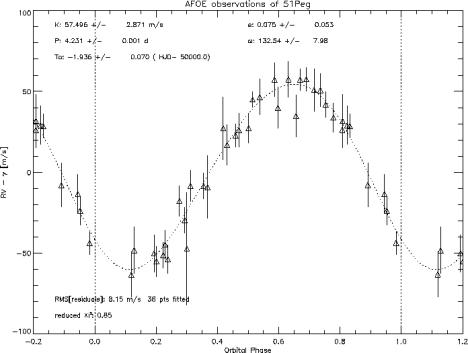 AFOE observations of 51Peg
K: 57.496 +/- 2.871 m/s e: 0.075 +/- 0.053
P: 4.231 +/- 0.001 d ω: 132.54 +/- 7.98
To: -1.936 +/- 0.070 ( HJD- 50000.0)
100
50
0
-50
-100
RV - γ [m/s]
RMS[residuals]: 8.15 m/s 36 pts fitted
reduced χ²: 0.85
-0.2 0.0 0.2 0.4 0.6 0.8 1.0 1.2
Orbital Phase